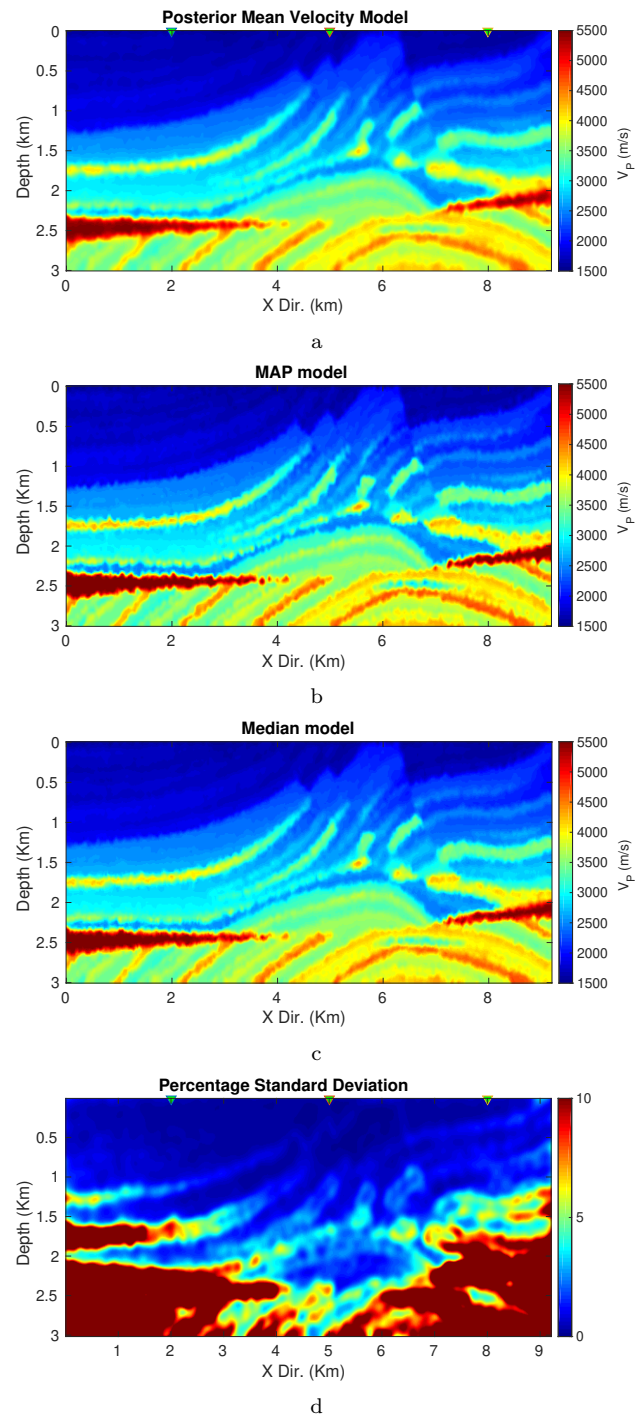 Posterior Mean Velocity Model
0
0.5
1
1.5
2
2.5
3
Depth (km)
0 2 4 6 8
X Dir. (km)
5500
5000
4500
4000
3500
3000
2500
2000
1500
V_P (m/s)
a
MAP model
0
0.5
1
1.5
2
2.5
3
Depth (Km)
0 2 4 6 8
X Dir. (Km)
5500
5000
4500
4000
3500
3000
2500
2000
1500
V_P (m/s)
b
Median model
0
0.5
1
1.5
2
2.5
3
Depth (Km)
0 2 4 6 8
X Dir. (Km)
5500
5000
4500
4000
3500
3000
2500
2000
1500
V_P (m/s)
c
Percentage Standard Deviation
0.5
1
1.5
2
2.5
3
Depth (Km)
1 2 3 4 5 6 7 8 9
X Dir. (Km)
10
5
0
d